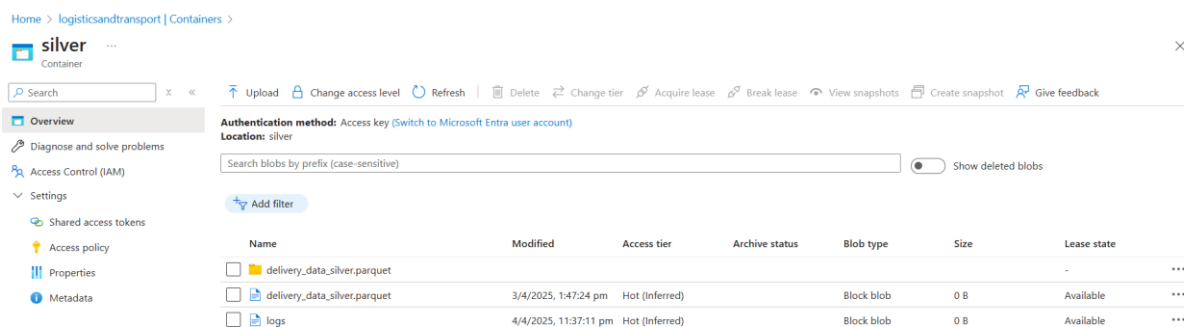 Home > logisticsandtransport | Containers >
silver ...
Container
Search
Upload Change access level Refresh Delete Change tier Acquire lease Break lease View snapshots Create snapshot Give feedback
Overview
Diagnose and solve problems
Access Control (IAM)
Settings
Shared access tokens
Access policy
Properties
Metadata
Authentication method: Access key (Switch to Microsoft Entra user account)
Location: silver
Search blobs by prefix (case-sensitive)
Show deleted blobs
Add filter
Name Modified Access tier Archive status Blob type Size Lease state
delivery_data_silver.parquet -
delivery_data_silver.parquet 3/4/2025, 1:47:24 pm Hot (Inferred) Block blob 0 B Available
logs 4/4/2025, 11:37:11 pm Hot (Inferred) Block blob 0 B Available